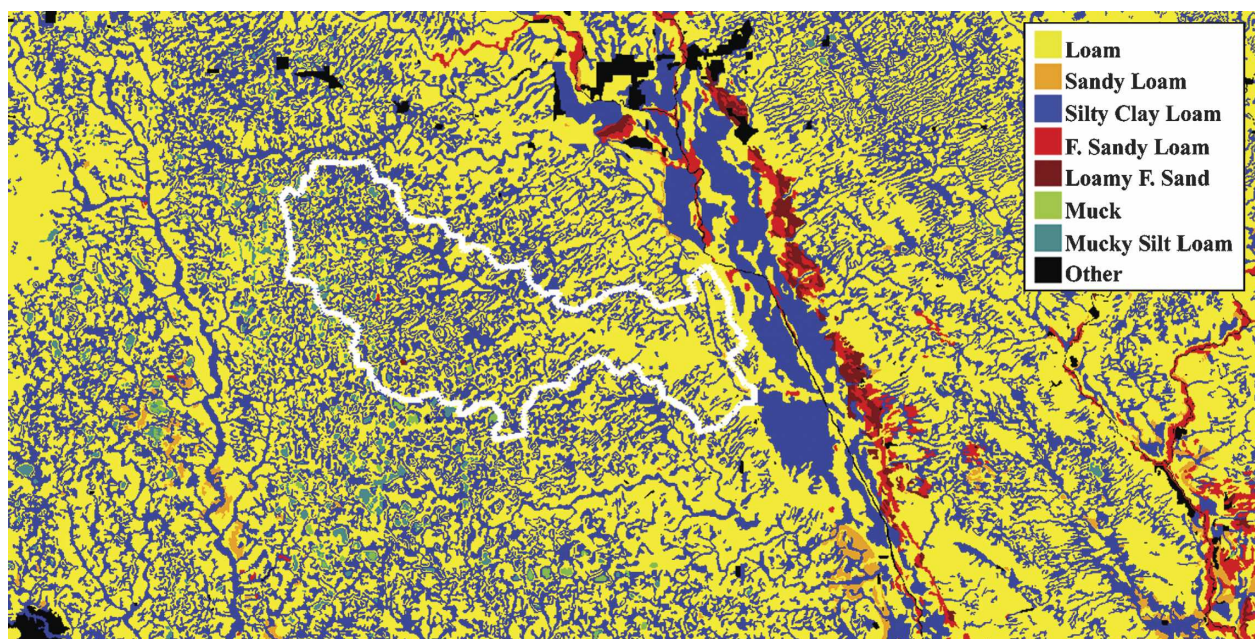 Loam
Sandy Loam
Silty Clay Loam
F. Sandy Loam
Loamy F. Sand
Muck
Mucky Silt Loam
Other